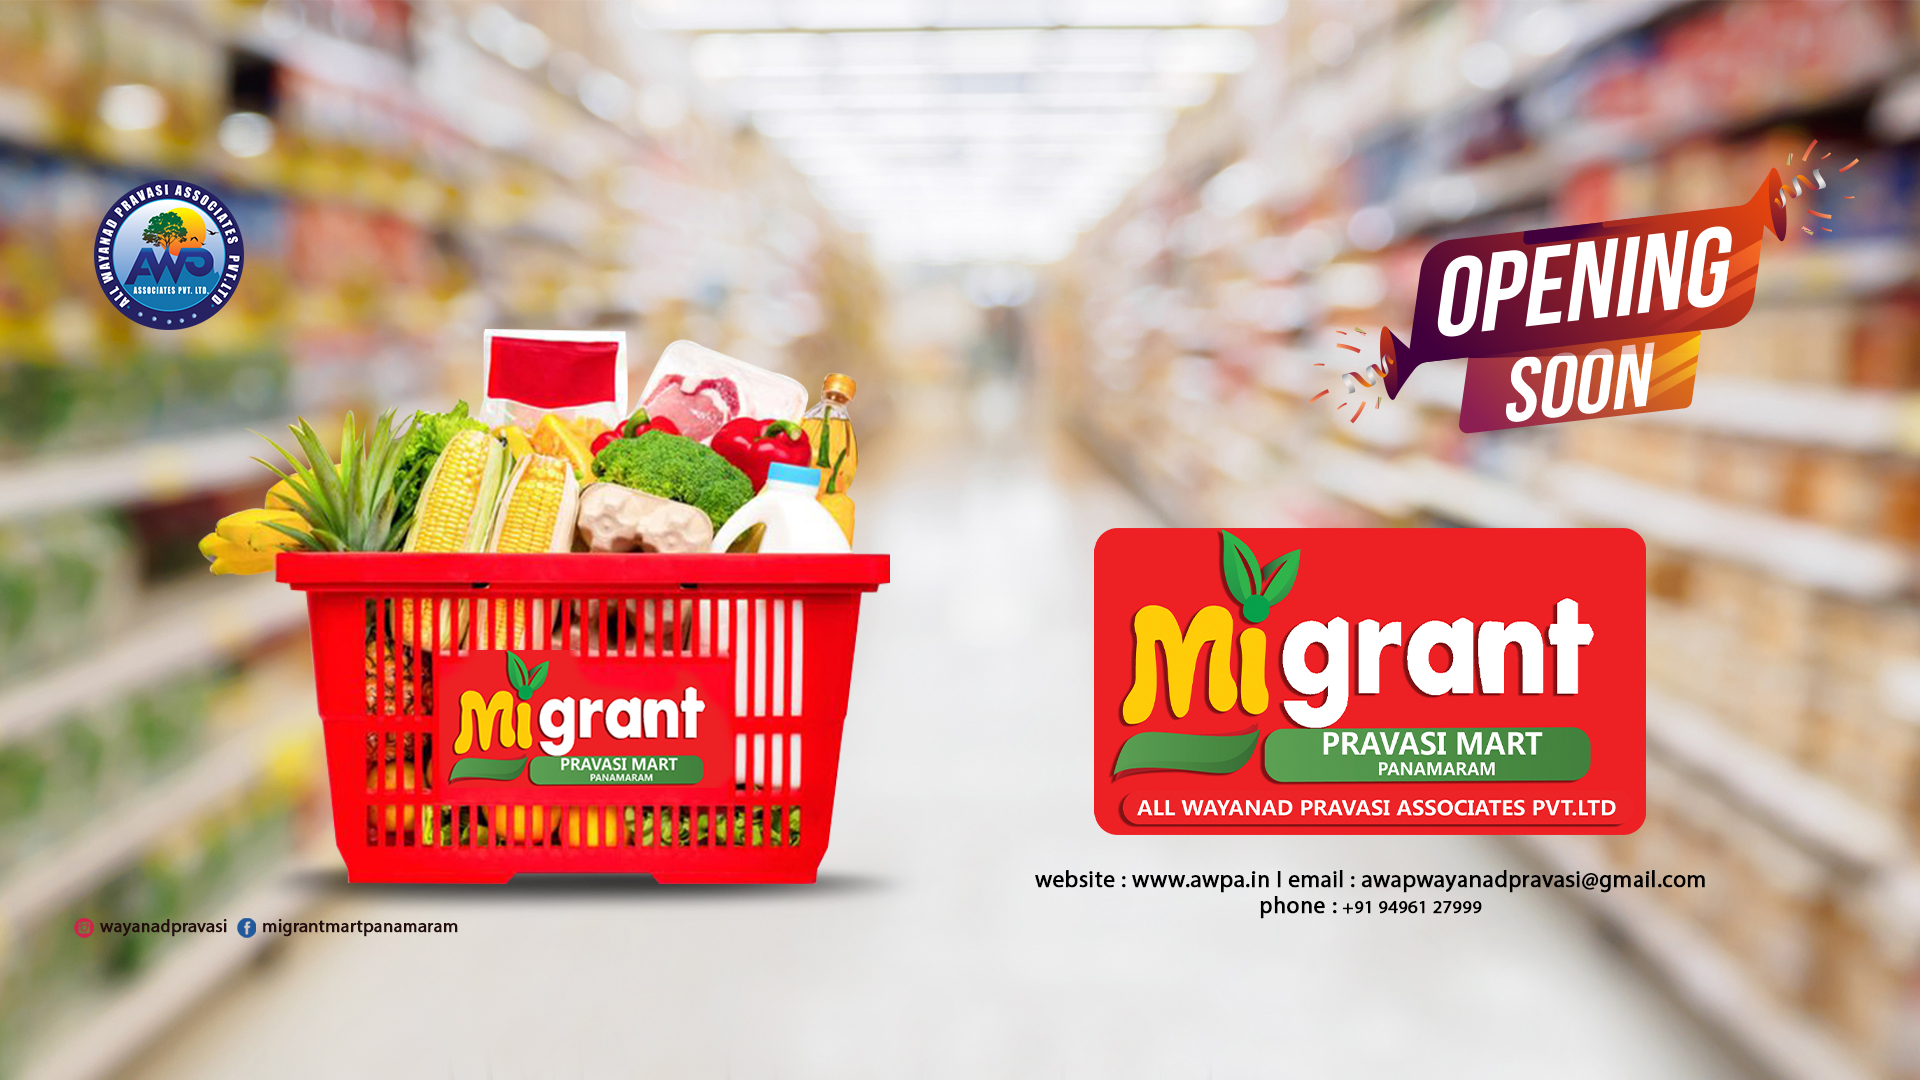 ALL WAYANAD PRAVASI ASSOCIATES PVT.LTD
AWP
ASSOCIATES PVT. LTD.
OPENING
SOON
Migrant
PRAVASI MART
PANAMARAM
Migrant
PRAVASI MART
PANAMARAM
ALL WAYANAD PRAVASI ASSOCIATES PVT.LTD
website : www.awpa.in I email : awapwayanadpravasi@gmail.com
phone : +91 94961 27999
wayanadpravasi migrantmartpanamaram